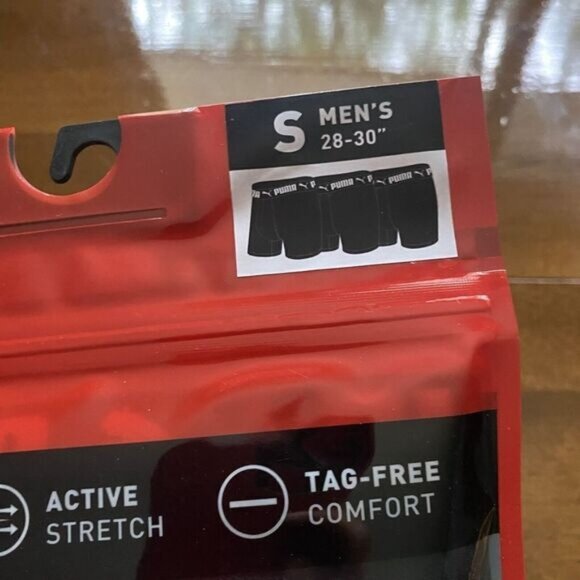 S MEN'S
28-30"
PUMA PUMA PUMA
ACTIVE
STRETCH
TAG-FREE
COMFORT